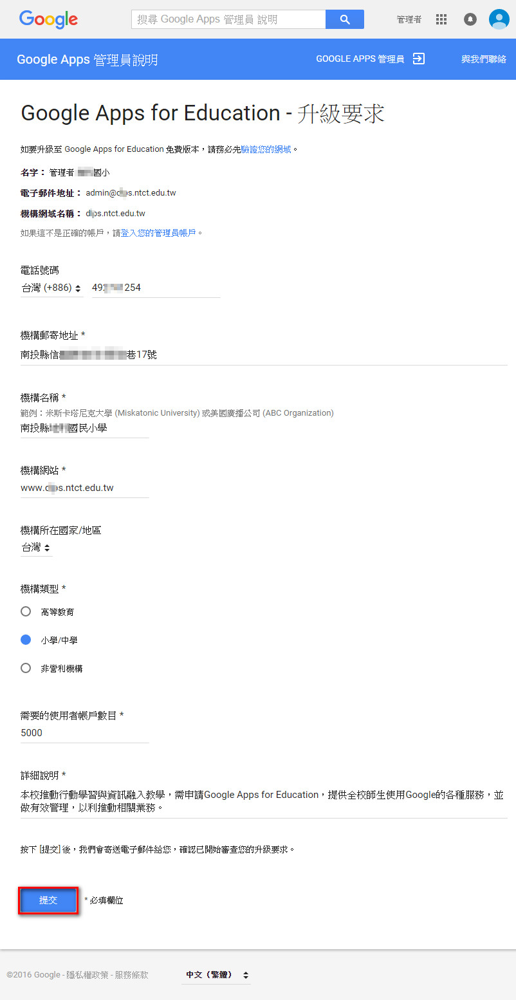 Google
搜尋 Google Apps 管理員 說明
管理者
Google Apps 管理員說明
GOOGLE APPS 管理員
與我們聯絡
Google Apps for Education - 升級要求
如要升級至 Google Apps for Education 免費版本，請務必先驗證您的網域。
名字： 管理者 國小
電子郵件地址： admin@ .ntct.edu.tw
機構網域名稱： .ntct.edu.tw
如果這不是正確的帳戶，請登入您的管理員帳戶。
電話號碼
台灣 (+886) 49 254
機構郵寄地址 *
南投縣信 巷17號
機構名稱 *
範例：米斯卡塔尼克大學 (Miskatonic University) 或美國廣播公司 (ABC Organization)
南投縣 國民小學
機構網站 *
www. .ntct.edu.tw
機構所在國家/地區
台灣
機構類型 *
高等教育
小學/中學
非營利機構
需要的使用者帳戶數目 *
5000
詳細說明 *
本校推動行動學習與資訊融入教學，需申請Google Apps for Education，提供全校師生使用Google的各種服務，並
做有效管理，以利推動相關業務。
按下 [提交] 後，我們會寄送電子郵件給您，確認已開始審查您的升級要求。
提交 * 必填欄位
©2016 Google - 隱私權政策 - 服務條款
中文（繁體）